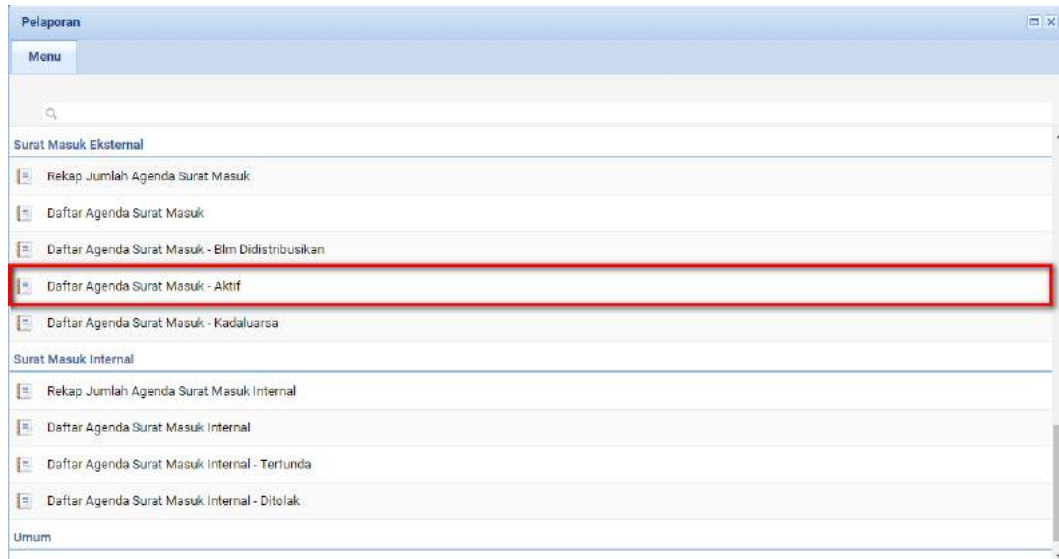 Pelaporan
Menu
Surat Masuk Eksternal
Rekap Jumlah Agenda Surat Masuk
Daftar Agenda Surat Masuk
Daftar Agenda Surat Masuk - Blm Didistribusikan
Daftar Agenda Surat Masuk - Aktif
Daftar Agenda Surat Masuk - Kadaluarsa
Surat Masuk Internal
Rekap Jumlah Agenda Surat Masuk Internal
Daftar Agenda Surat Masuk Internal
Daftar Agenda Surat Masuk Internal - Tertunda
Daftar Agenda Surat Masuk Internal - Ditolak
Umum